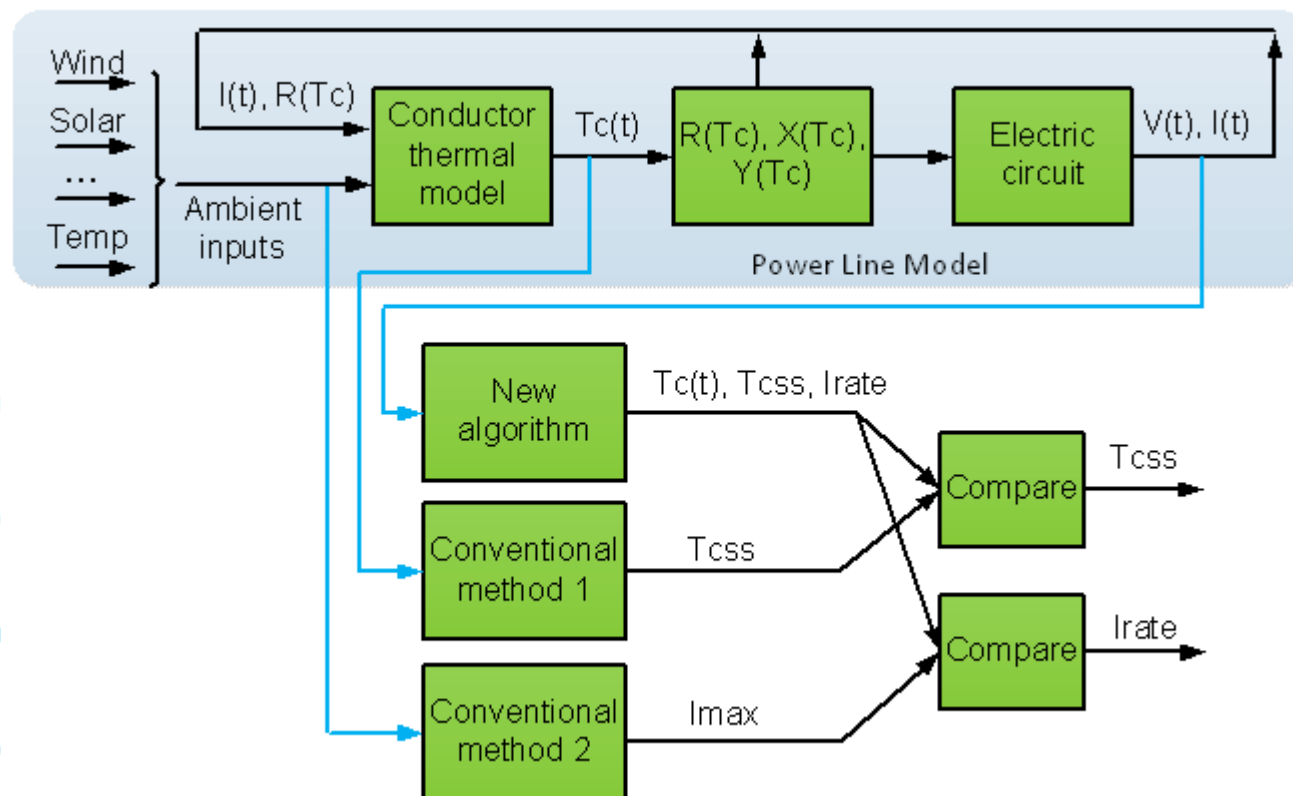 Wind
Solar
...
Temp
I(t), R(Tc)
Ambient
inputs
Conductor
thermal
model
Tc(t)
R(Tc), X(Tc),
Y(Tc)
Electric
circuit
V(t), I(t)
Power Line Model
New
algorithm
Tc(t), Tcss, Irate
Conventional
method 1
Tcss
Conventional
method 2
Imax
Compare
Tcss
Compare
Irate